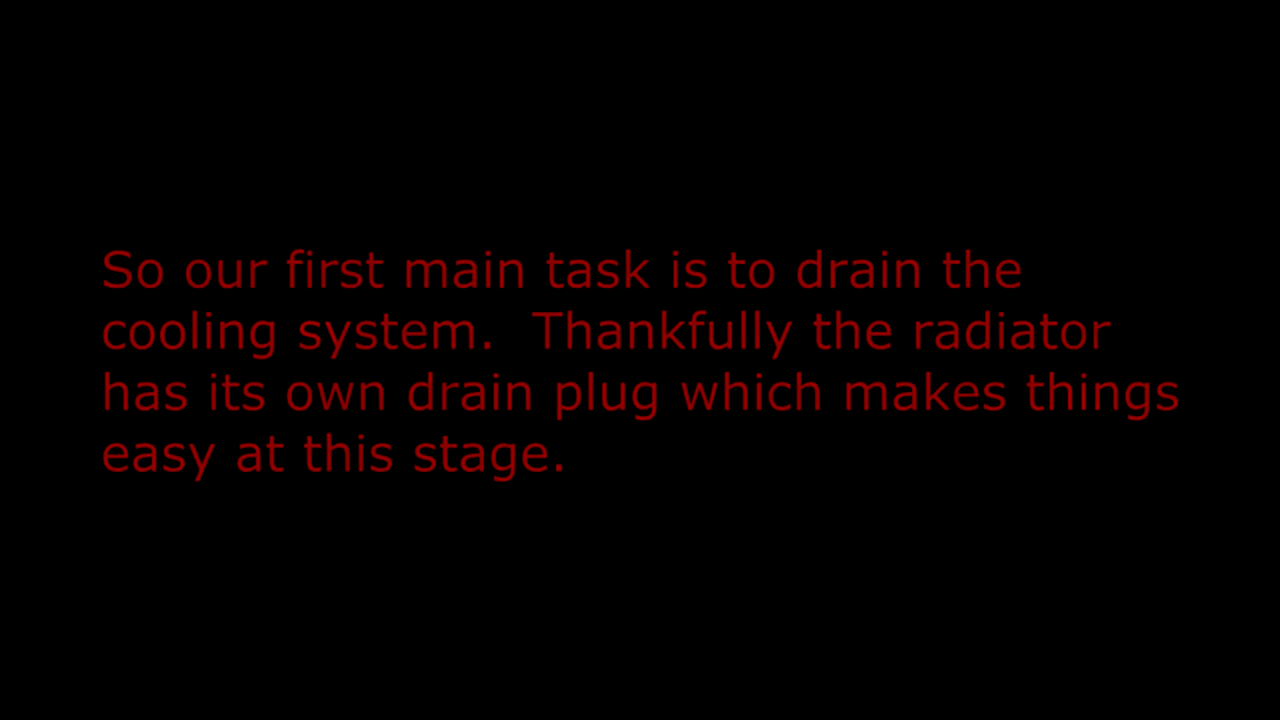 So our first main task is to drain the
cooling system.  Thankfully the radiator
has its own drain plug which makes things
easy at this stage.